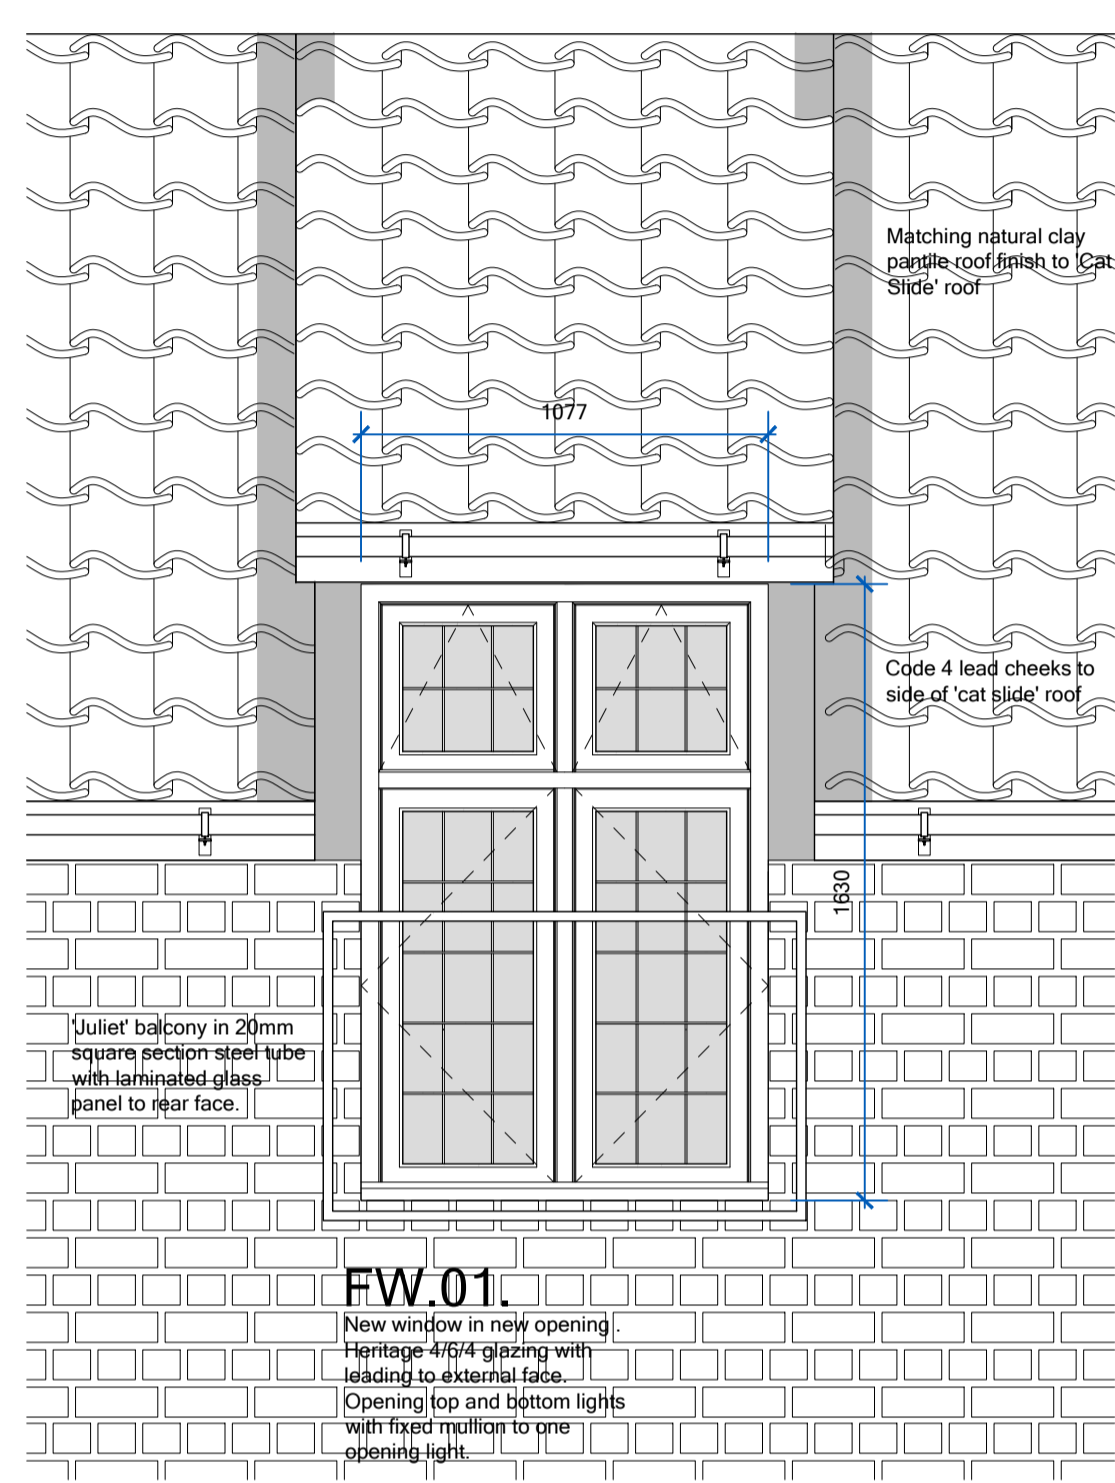 Matching natural clay
pantile roof finish to 'Cat
Slide' roof
1077
Code 4 lead cheeks to
side of 'cat slide' roof
1630
'Juliet' balcony in 20mm
square section steel tube
with laminated glass
panel to rear face.
FW.01.
New window in new opening .
Heritage 4/6/4 glazing with
leading to external face.
Opening top and bottom lights
with fixed mullion to one
opening light.